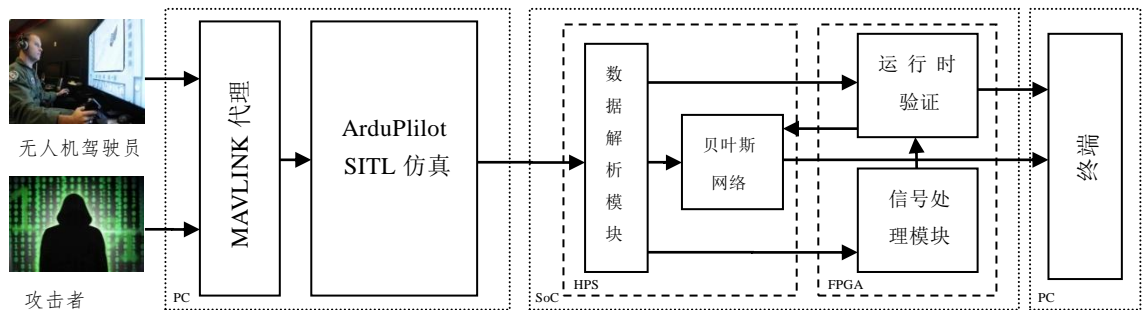 无人机驾驶员
攻击者
MAVLINK 代理
PC
ArduPlilot
SITL 仿真
数
据
解
析
模
块
贝叶斯
网络
HPS
SoC
运 行 时
验证
信号处
理模块
FPGA
终端
PC